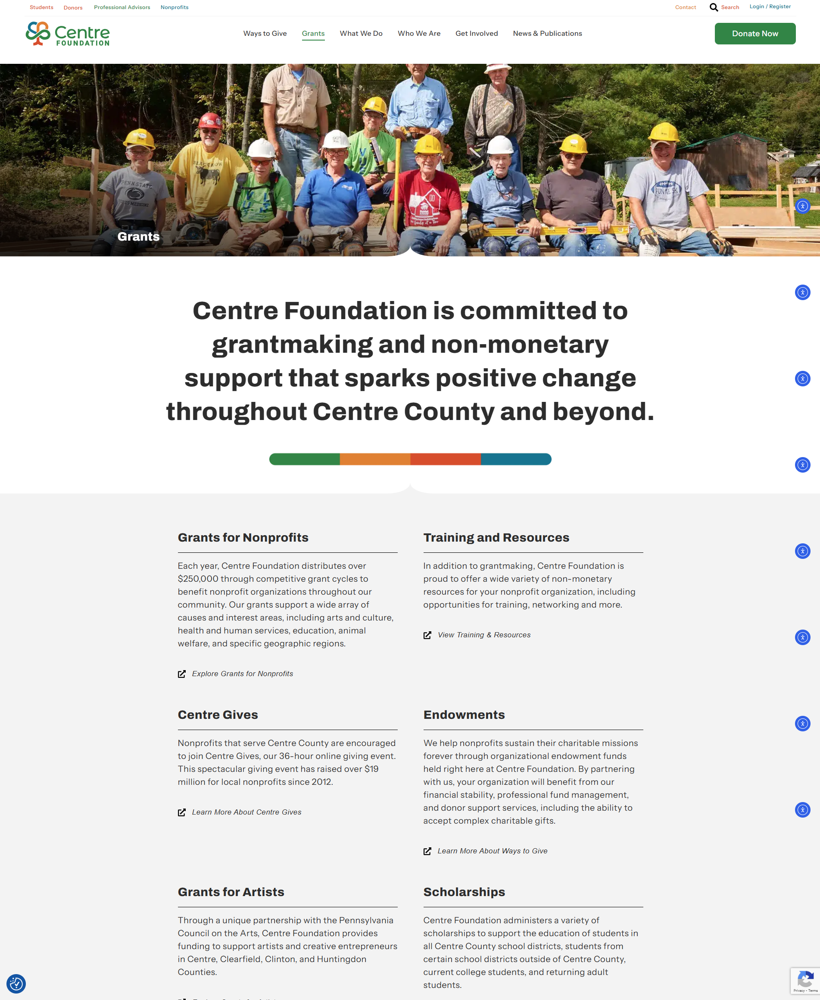 Students Donors Professional Advisors Nonprofits Contact Search Login / Register
Centre
FOUNDATION
Ways to Give Grants What We Do Who We Are Get Involved News & Publications Donate Now
SKIP
BLACK ROW
PENN STATE
SPORTS MEDICINE
Grants
Centre Foundation is committed to
grantmaking and non-monetary
support that sparks positive change
throughout Centre County and beyond.
Grants for Nonprofits
Each year, Centre Foundation distributes over
$250,000 through competitive grant cycles to
benefit nonprofit organizations throughout our
community. Our grants support a wide array of
causes and interest areas, including arts and culture,
health and human services, education, animal
welfare, and specific geographic regions.
Explore Grants for Nonprofits
Training and Resources
In addition to grantmaking, Centre Foundation is
proud to offer a wide variety of non-monetary
resources for your nonprofit organization, including
opportunities for training, networking and more.
View Training & Resources
Centre Gives
Nonprofits that serve Centre County are encouraged
to join Centre Gives, our 36-hour online giving event.
This spectacular giving event has raised over $19
million for local nonprofits since 2012.
Learn More About Centre Gives
Endowments
We help nonprofits sustain their charitable missions
forever through organizational endowment funds
held right here at Centre Foundation. By partnering
with us, your organization will benefit from our
financial stability, professional fund management,
and donor support services, including the ability to
accept complex charitable gifts.
Learn More About Ways to Give
Grants for Artists
Through a unique partnership with the Pennsylvania
Council on the Arts, Centre Foundation provides
funding to support artists and creative entrepreneurs
in Centre, Clearfield, Clinton, and Huntingdon
Counties.
Scholarships
Centre Foundation administers a variety of
scholarships to support the education of students in
all Centre County school districts, students from
certain school districts outside of Centre County,
current college students, and returning adult
students.
Privacy - Terms